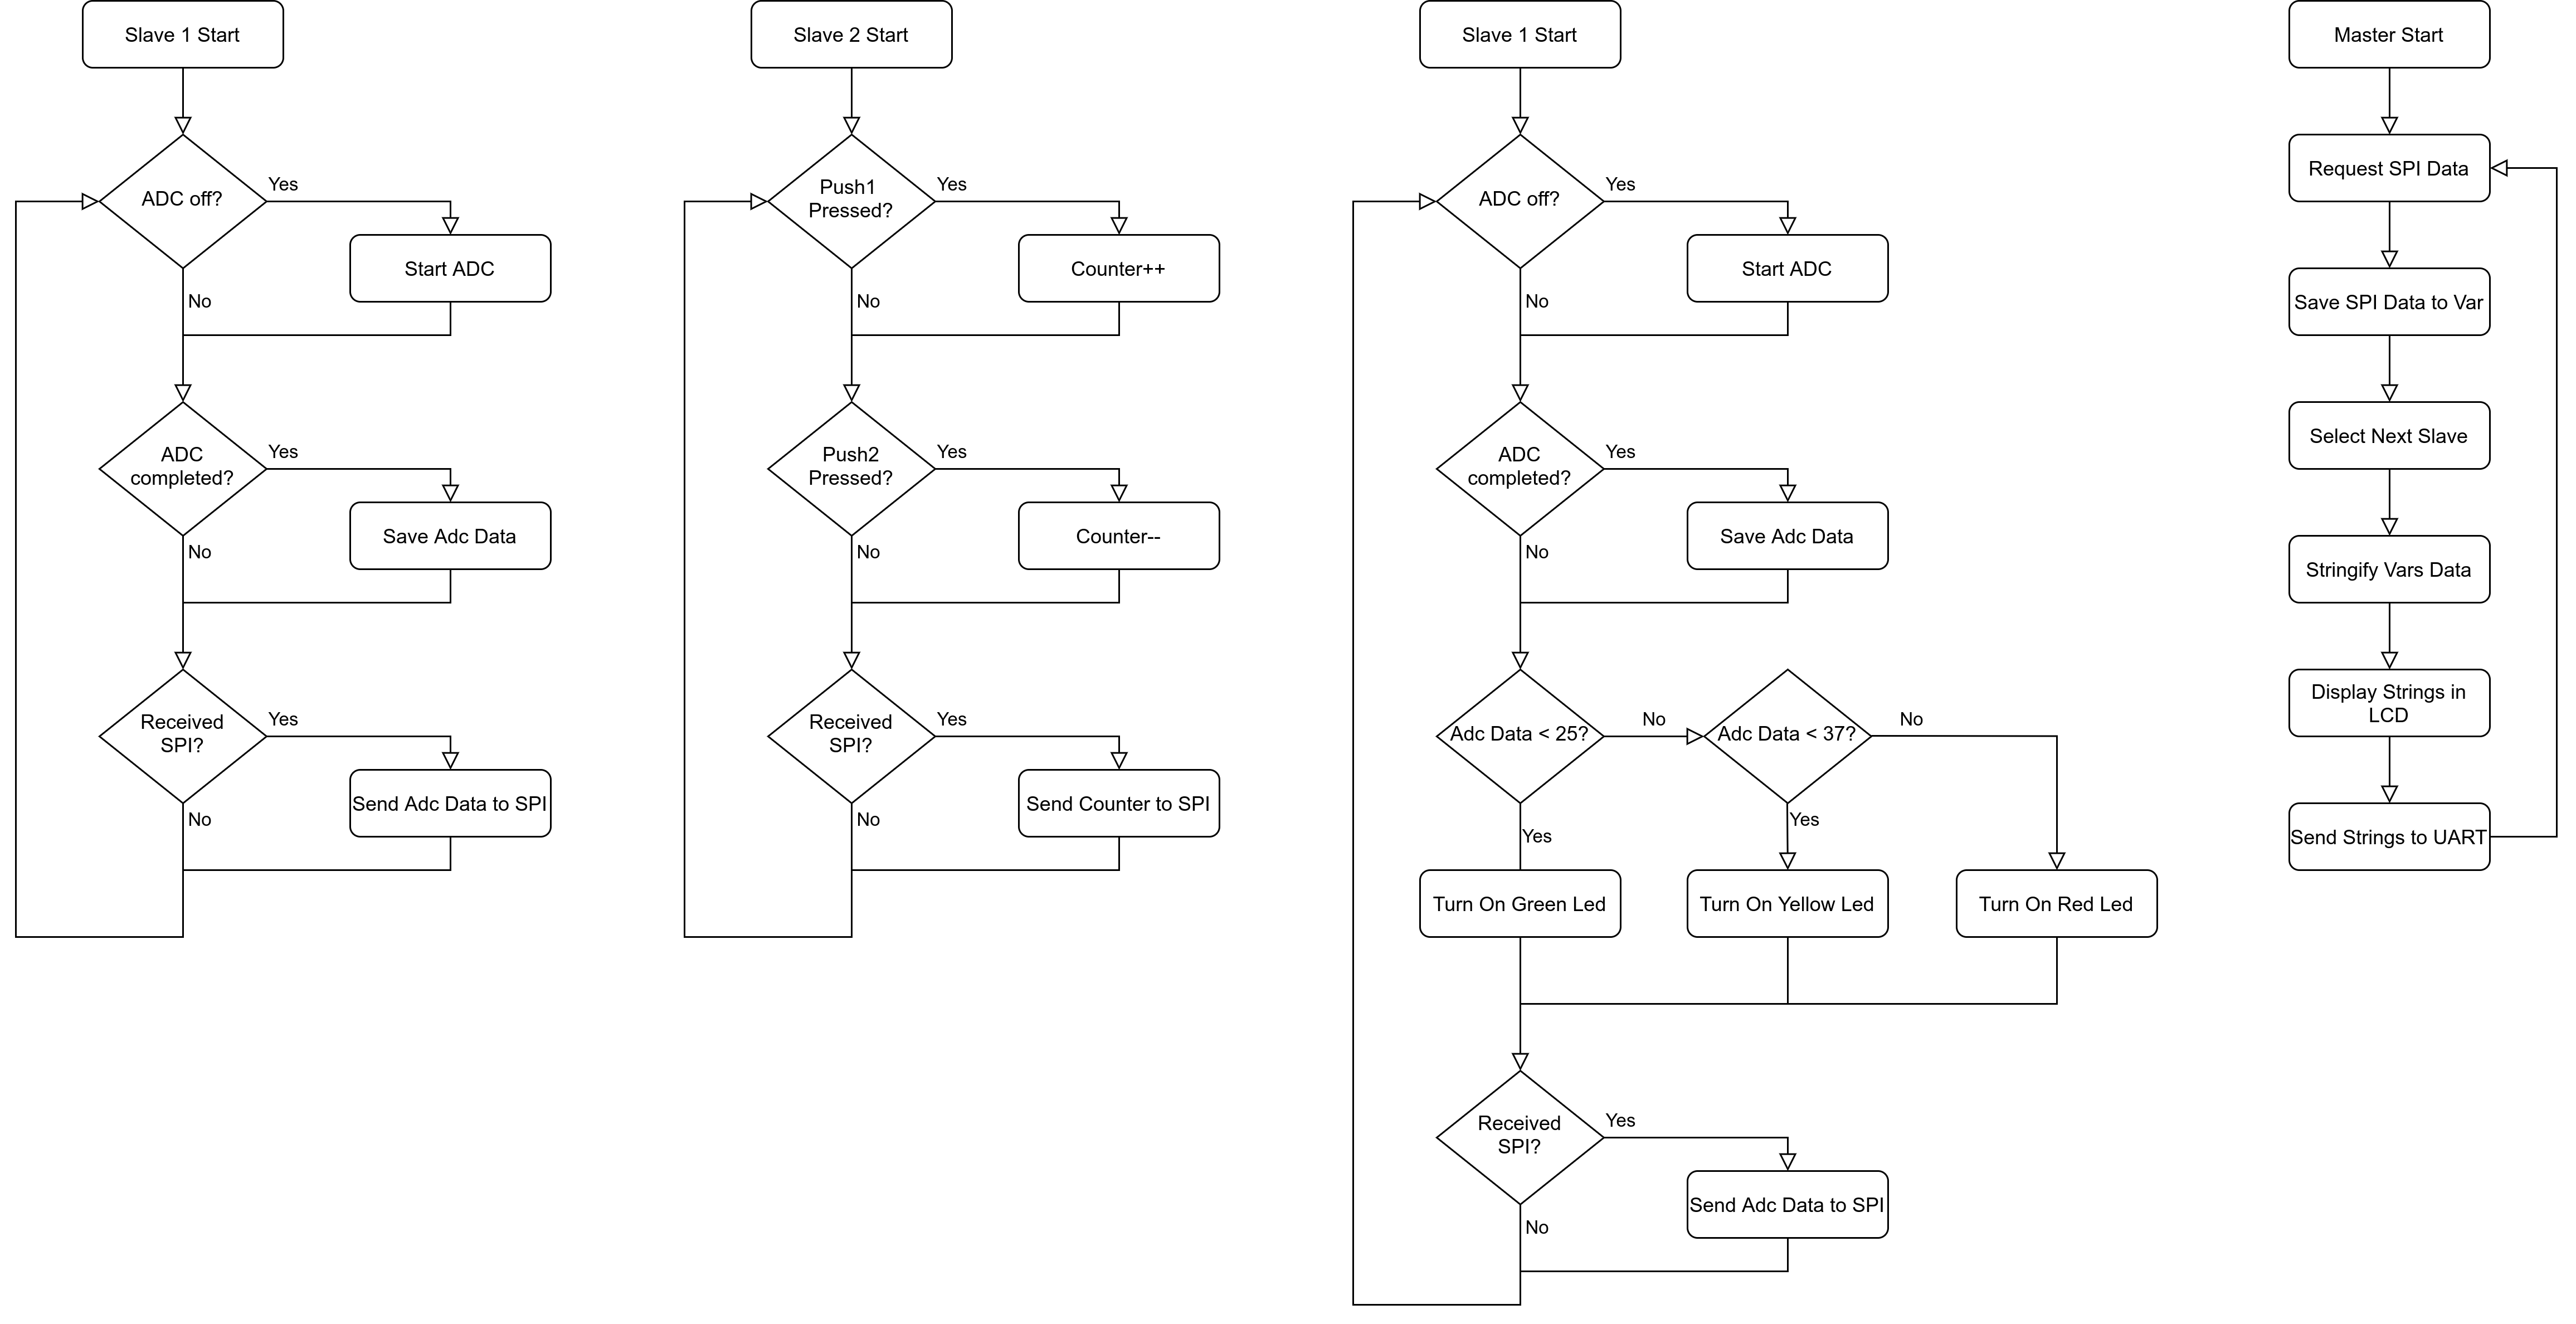 Slave 1 Start
ADC off?
Yes
Start ADC
No
ADC
completed?
Yes
Save Adc Data
No
Received
SPI?
Yes
Send Adc Data to SPI
No
Slave 2 Start
Push1
Pressed?
Yes
Counter++
No
Push2
Pressed?
Yes
Counter--
No
Received
SPI?
Yes
Send Counter to SPI
No
Slave 1 Start
ADC off?
Yes
Start ADC
No
ADC
completed?
Yes
Save Adc Data
No
Adc Data < 25?
No
Adc Data < 37?
No
Yes
Yes
Turn On Green Led
Turn On Yellow Led
Turn On Red Led
Received
SPI?
Yes
Send Adc Data to SPI
No
Master Start
Request SPI Data
Save SPI Data to Var
Select Next Slave
Stringify Vars Data
Display Strings in
LCD
Send Strings to UART